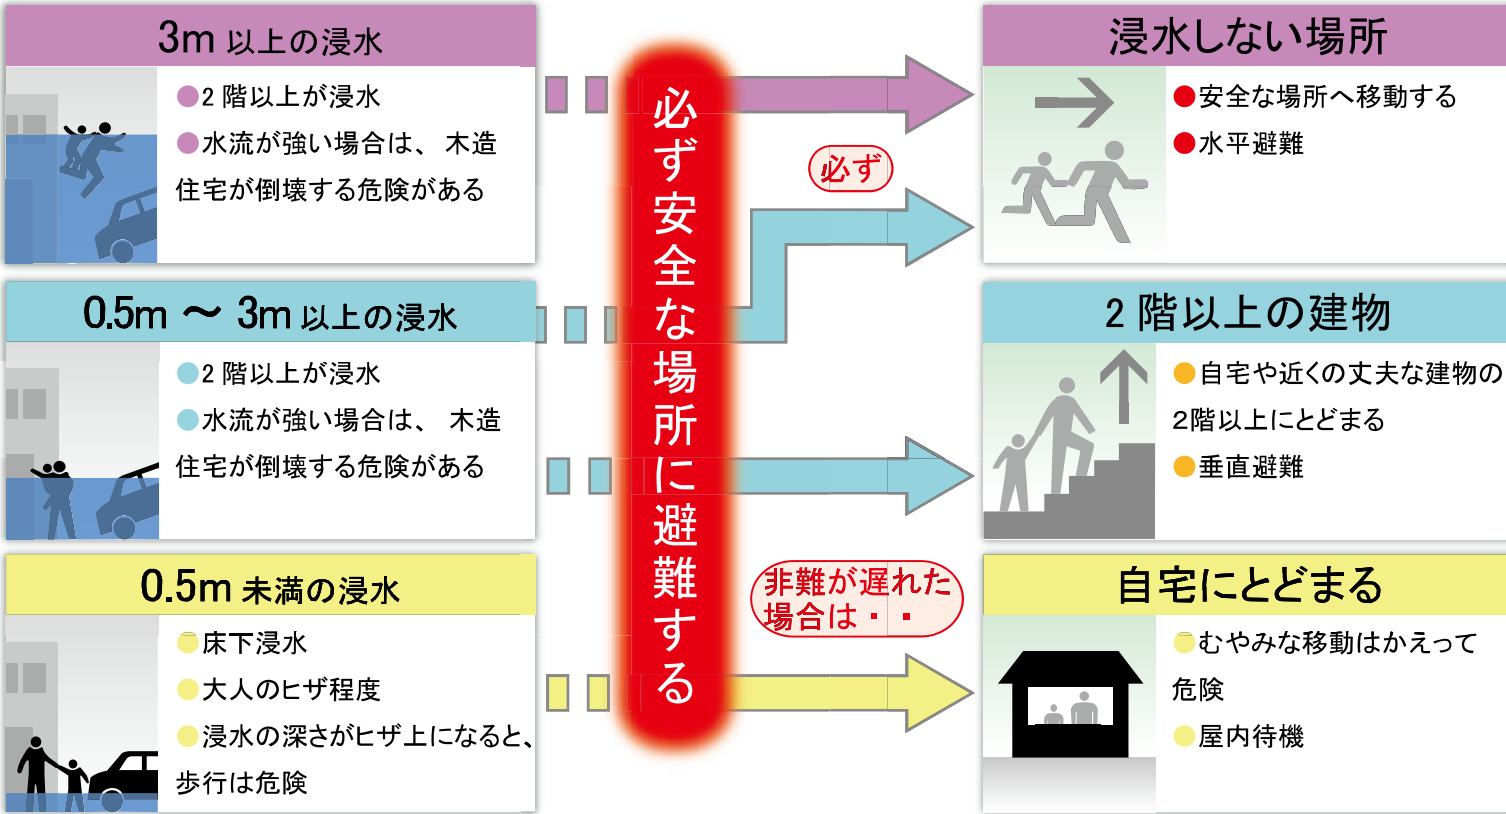 3m 以上の浸水
●2 階以上が浸水
●水流が強い場合は、 木造
住宅が倒壊する危険がある
0.5m ～ 3m 以上の浸水
●2 階以上が浸水
●水流が強い場合は、 木造
住宅が倒壊する危険がある
0.5m 未満の浸水
●床下浸水
●大人のヒザ程度
●浸水の深さがヒザ上になると、
歩行は危険
必ず安全な場所に避難する
必ず
非難が遅れた
場合は・・
浸水しない場所
●安全な場所へ移動する
●水平避難
2 階以上の建物
●自宅や近くの丈夫な建物の
2階以上にとどまる
●垂直避難
自宅にとどまる
●むやみな移動はかえって
危険
●屋内待機